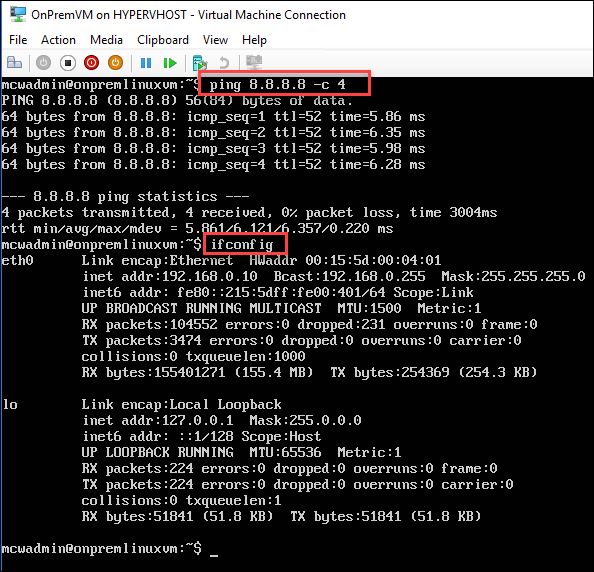 OnPremVM on HYPERVHOST - Virtual Machine Connection
File Action Media Clipboard View Help
mcwadmin@onpremlinuxvm:~$ ping 8.8.8.8 -c 4
PING 8.8.8.8 (8.8.8.8) 56(84) bytes of data.
64 bytes from 8.8.8.8: icmp_seq=1 ttl=52 time=5.86 ms
64 bytes from 8.8.8.8: icmp_seq=2 ttl=52 time=6.35 ms
64 bytes from 8.8.8.8: icmp_seq=3 ttl=52 time=5.98 ms
64 bytes from 8.8.8.8: icmp_seq=4 ttl=52 time=6.28 ms
--- 8.8.8.8 ping statistics ---
4 packets transmitted, 4 received, 0% packet loss, time 3004ms
rtt min/avg/max/mdev = 5.861/6.121/6.357/0.220 ms
mcwadmin@onpremlinuxvm:~$ ifconfig
eth0 Link encap:Ethernet HWaddr 00:15:5d:00:04:01
inet addr:192.168.0.10 Bcast:192.168.0.255 Mask:255.255.255.0
inet6 addr: fe80::215:5dff:fe00:401/64 Scope:Link
UP BROADCAST RUNNING MULTICAST MTU:1500 Metric:1
RX packets:104552 errors:0 dropped:231 overruns:0 frame:0
TX packets:3474 errors:0 dropped:0 overruns:0 carrier:0
collisions:0 txqueuelen:1000
RX bytes:155401271 (155.4 MB) TX bytes:254369 (254.3 KB)
lo Link encap:Local Loopback
inet addr:127.0.0.1 Mask:255.0.0.0
inet6 addr: ::1/128 Scope:Host
UP LOOPBACK RUNNING MTU:65536 Metric:1
RX packets:224 errors:0 dropped:0 overruns:0 frame:0
TX packets:224 errors:0 dropped:0 overruns:0 carrier:0
collisions:0 txqueuelen:1
RX bytes:51841 (51.8 KB) TX bytes:51841 (51.8 KB)
mcwadmin@onpremlinuxvm:~$ _